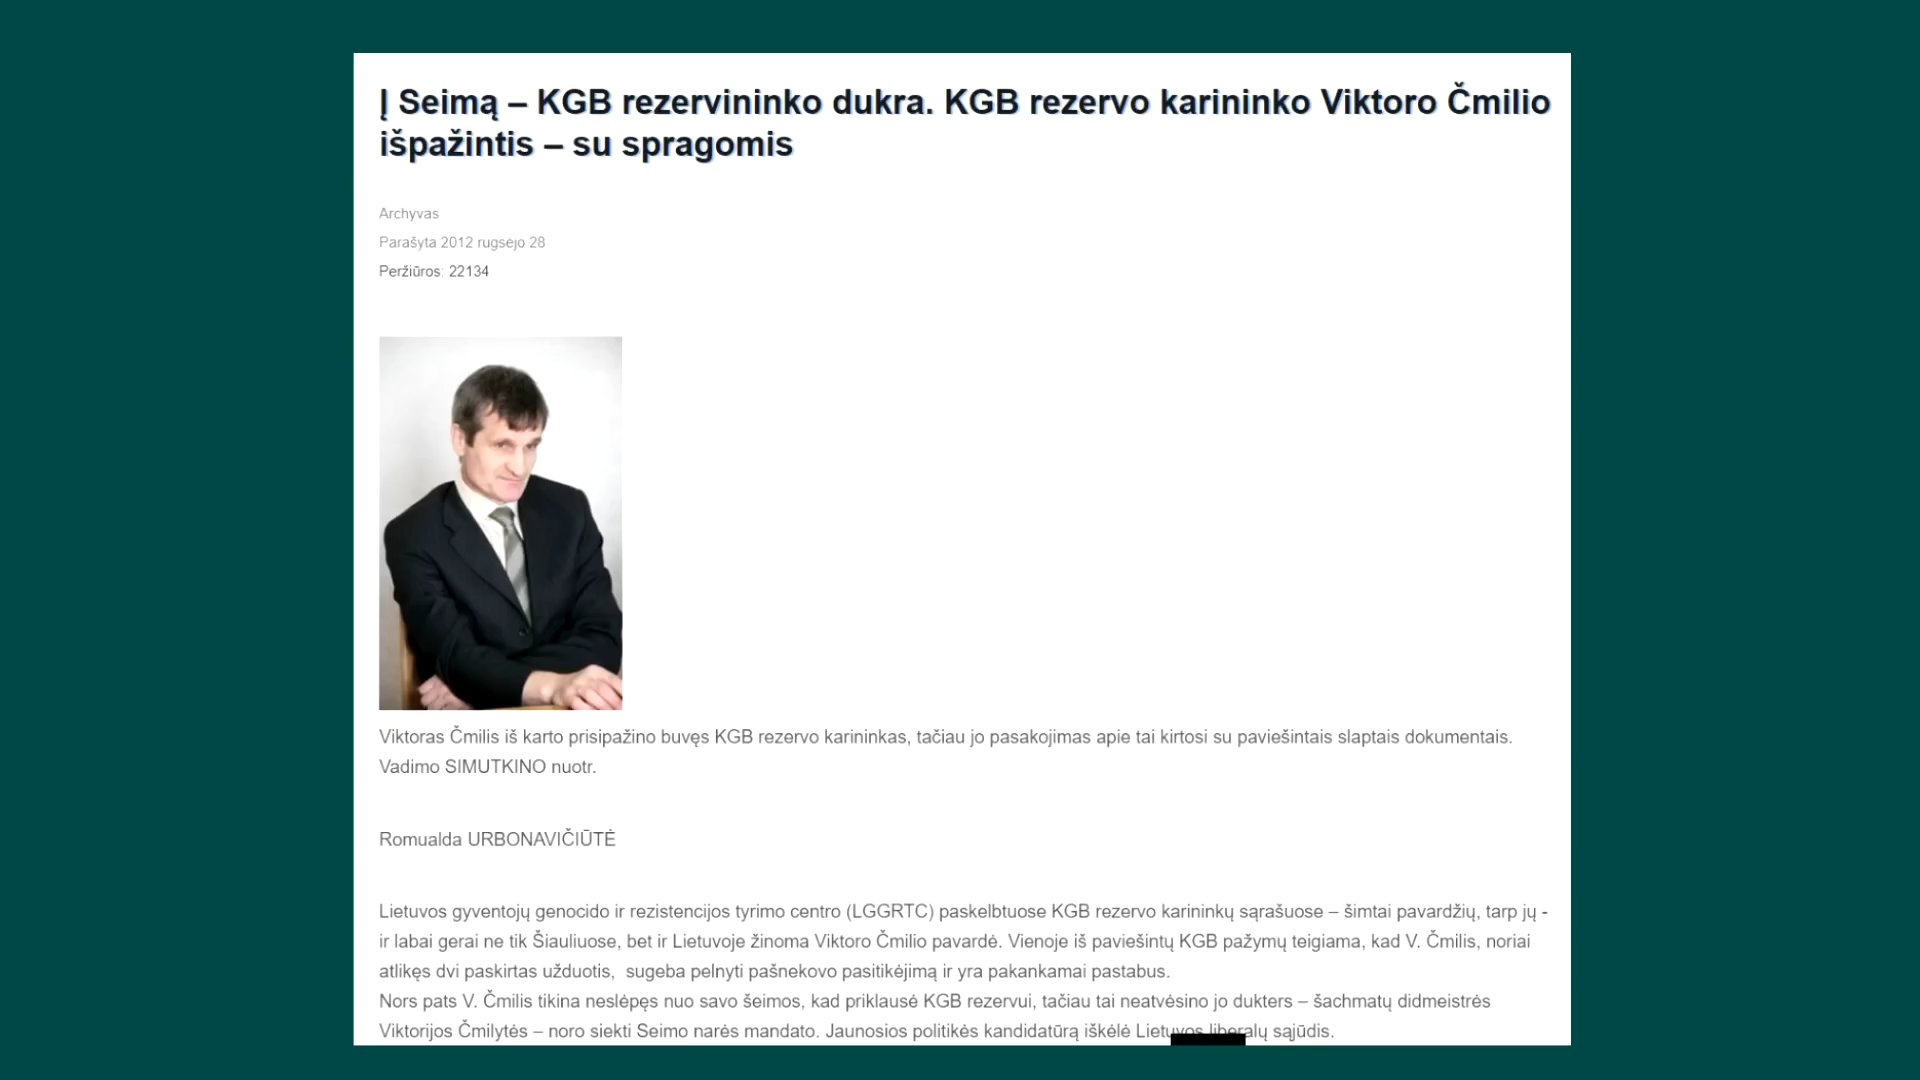 Į Seimą – KGB rezervininko dukra. KGB rezervo karininko Viktoro Čmilio
išpažintis – su spragomis
Archyvas
Parašyta 2012 rugsėjo 28
Peržiūros: 22134
Viktoras Čmilis iš karto prisipažino buvęs KGB rezervo karininkas, tačiau jo pasakojimas apie tai kirtosi su paviešintais slaptais dokumentais.
Vadimo SIMUTKINO nuotr.
Romualda URBONAVIČIŪTĖ
Lietuvos gyventojų genocido ir rezistencijos tyrimo centro (LGGRTC) paskelbtuose KGB rezervo karininkų sąrašuose – šimtai pavardžių, tarp jų -
ir labai gerai ne tik Šiauliuose, bet ir Lietuvoje žinoma Viktoro Čmilio pavardė. Vienoje iš paviešintų KGB pažymų teigiama, kad V. Čmilis, noriai
atlikęs dvi paskirtas užduotis,  sugeba pelnyti pašnekovo pasitikėjimą ir yra pakankamai pastabus.
Nors pats V. Čmilis tikina neslėpęs nuo savo šeimos, kad priklausė KGB rezervui, tačiau tai neatvėsino jo dukters – šachmatų didmeistrės
Viktorijos Čmilytės – noro siekti Seimo narės mandato. Jaunosios politikės kandidatūrą iškėlė Lietuvos liberalų sąjūdis.